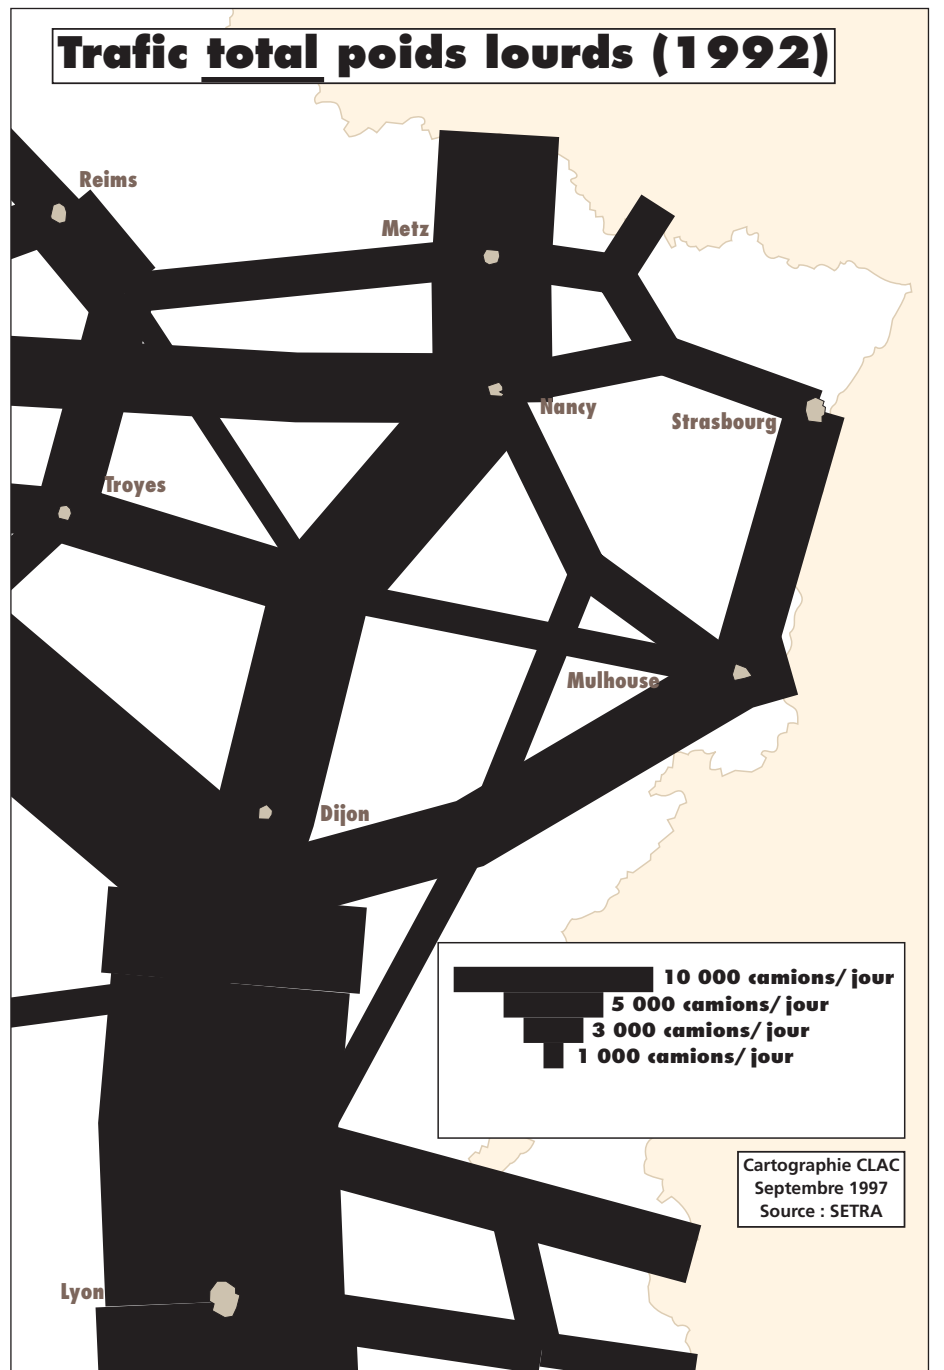 Trafic total poids lourds (1992)
Reims
Metz
Nancy
Strasbourg
Troyes
Mulhouse
Dijon
10 000 camions/jour
5 000 camions/jour
3 000 camions/jour
1 000 camions/jour
Cartographie CLAC
Septembre 1997
Source : SETRA
Lyon